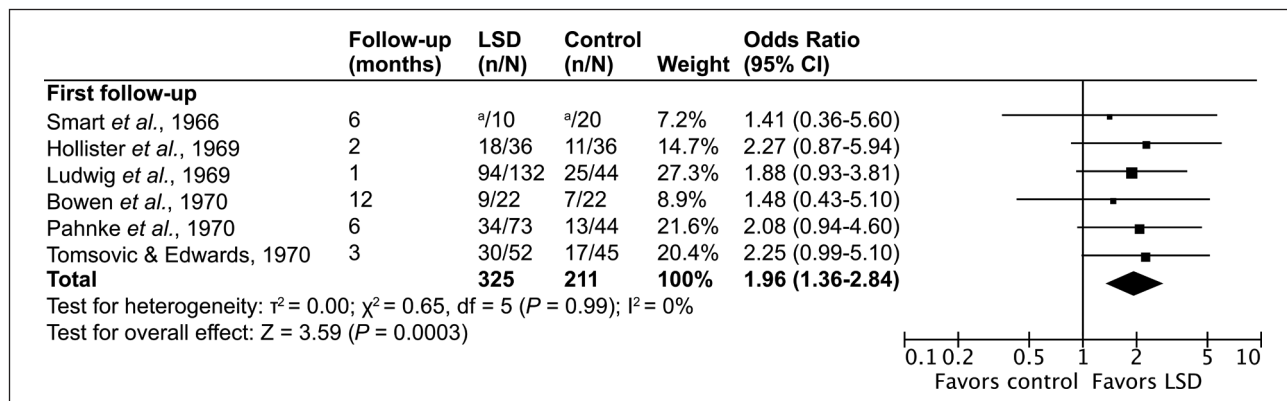 Follow-up (months) LSD (n/N) Control (n/N) Weight Odds Ratio (95% CI)
First follow-up
Smart et al., 1966 6 ᵃ/10 ᵃ/20 7.2% 1.41 (0.36-5.60)
Hollister et al., 1969 2 18/36 11/36 14.7% 2.27 (0.87-5.94)
Ludwig et al., 1969 1 94/132 25/44 27.3% 1.88 (0.93-3.81)
Bowen et al., 1970 12 9/22 7/22 8.9% 1.48 (0.43-5.10)
Pahnke et al., 1970 6 34/73 13/44 21.6% 2.08 (0.94-4.60)
Tomsovic & Edwards, 1970 3 30/52 17/45 20.4% 2.25 (0.99-5.10)
Total 325 211 100% 1.96 (1.36-2.84)
Test for heterogeneity: τ² = 0.00; χ² = 0.65, df = 5 (P = 0.99); I² = 0%
Test for overall effect: Z = 3.59 (P = 0.0003)
0.1 0.2 0.5 1 2 5 10
Favors control Favors LSD